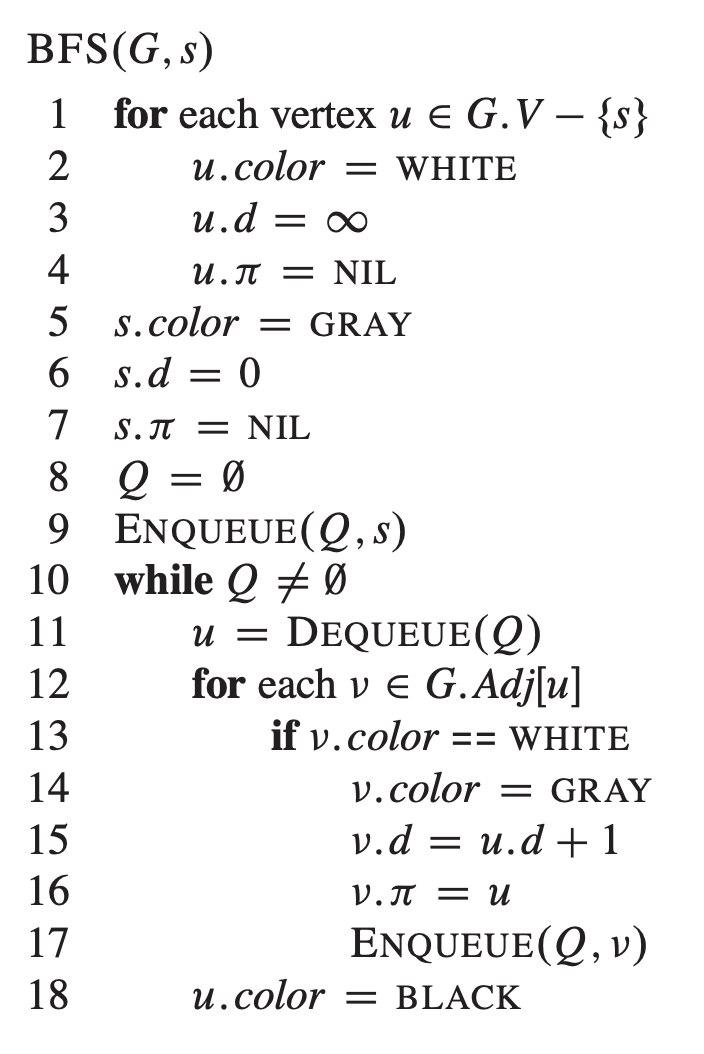 BFS(G, s)
1 for each vertex u ∈ G.V − {s}
2 u.color = WHITE
3 u.d = ∞
4 u.π = NIL
5 s.color = GRAY
6 s.d = 0
7 s.π = NIL
8 Q = ∅
9 ENQUEUE(Q, s)
10 while Q ≠ ∅
11 u = DEQUEUE(Q)
12 for each v ∈ G.Adj[u]
13 if v.color == WHITE
14 v.color = GRAY
15 v.d = u.d + 1
16 v.π = u
17 ENQUEUE(Q, v)
18 u.color = BLACK